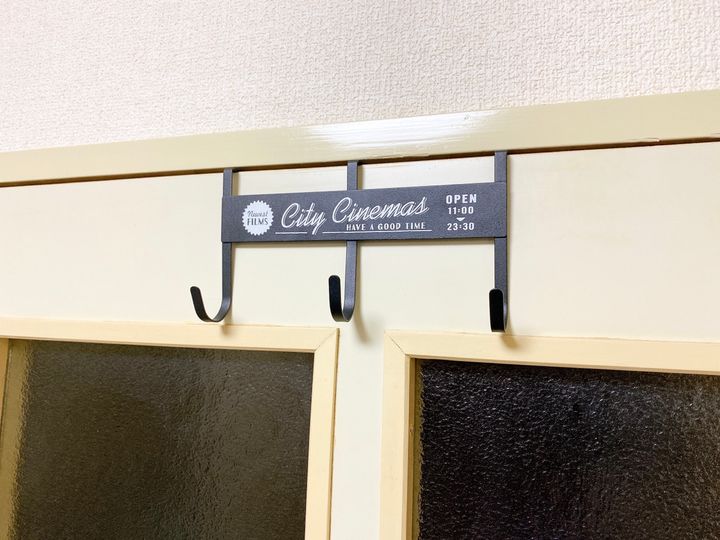 Newest
FILMS
City Cinemas
HAVE A GOOD TIME
OPEN
11:00
23:30